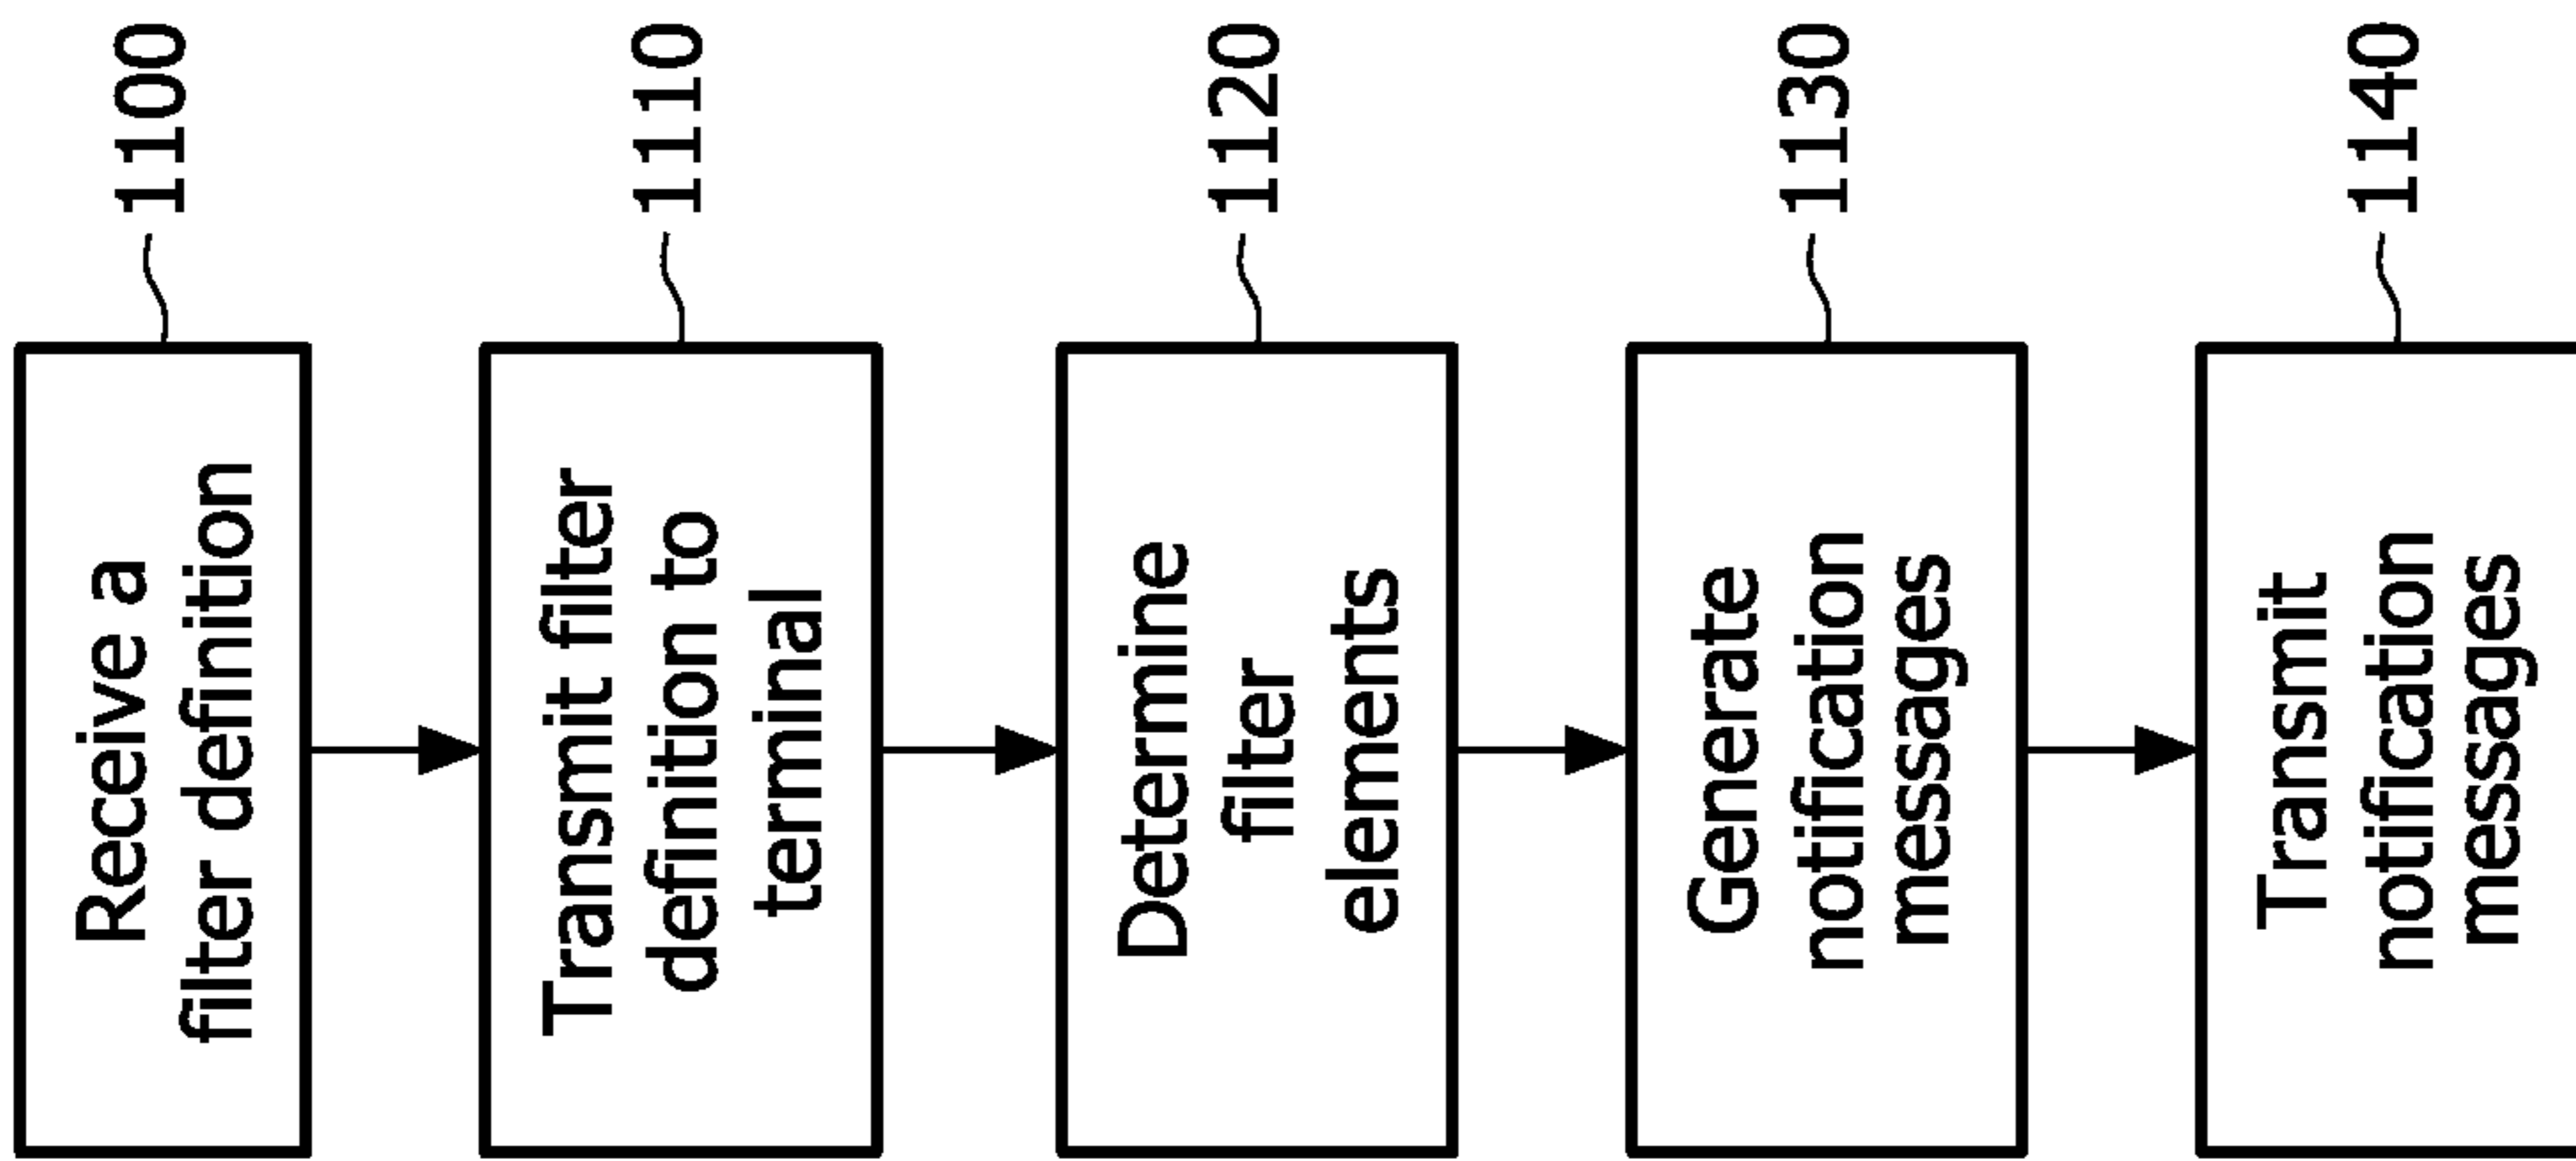 Receive a
filter definition
1100
Transmit filter
definition to
terminal
1110
Determine
filter
elements
1120
Generate
notification
messages
1130
Transmit
notification
messages
1140